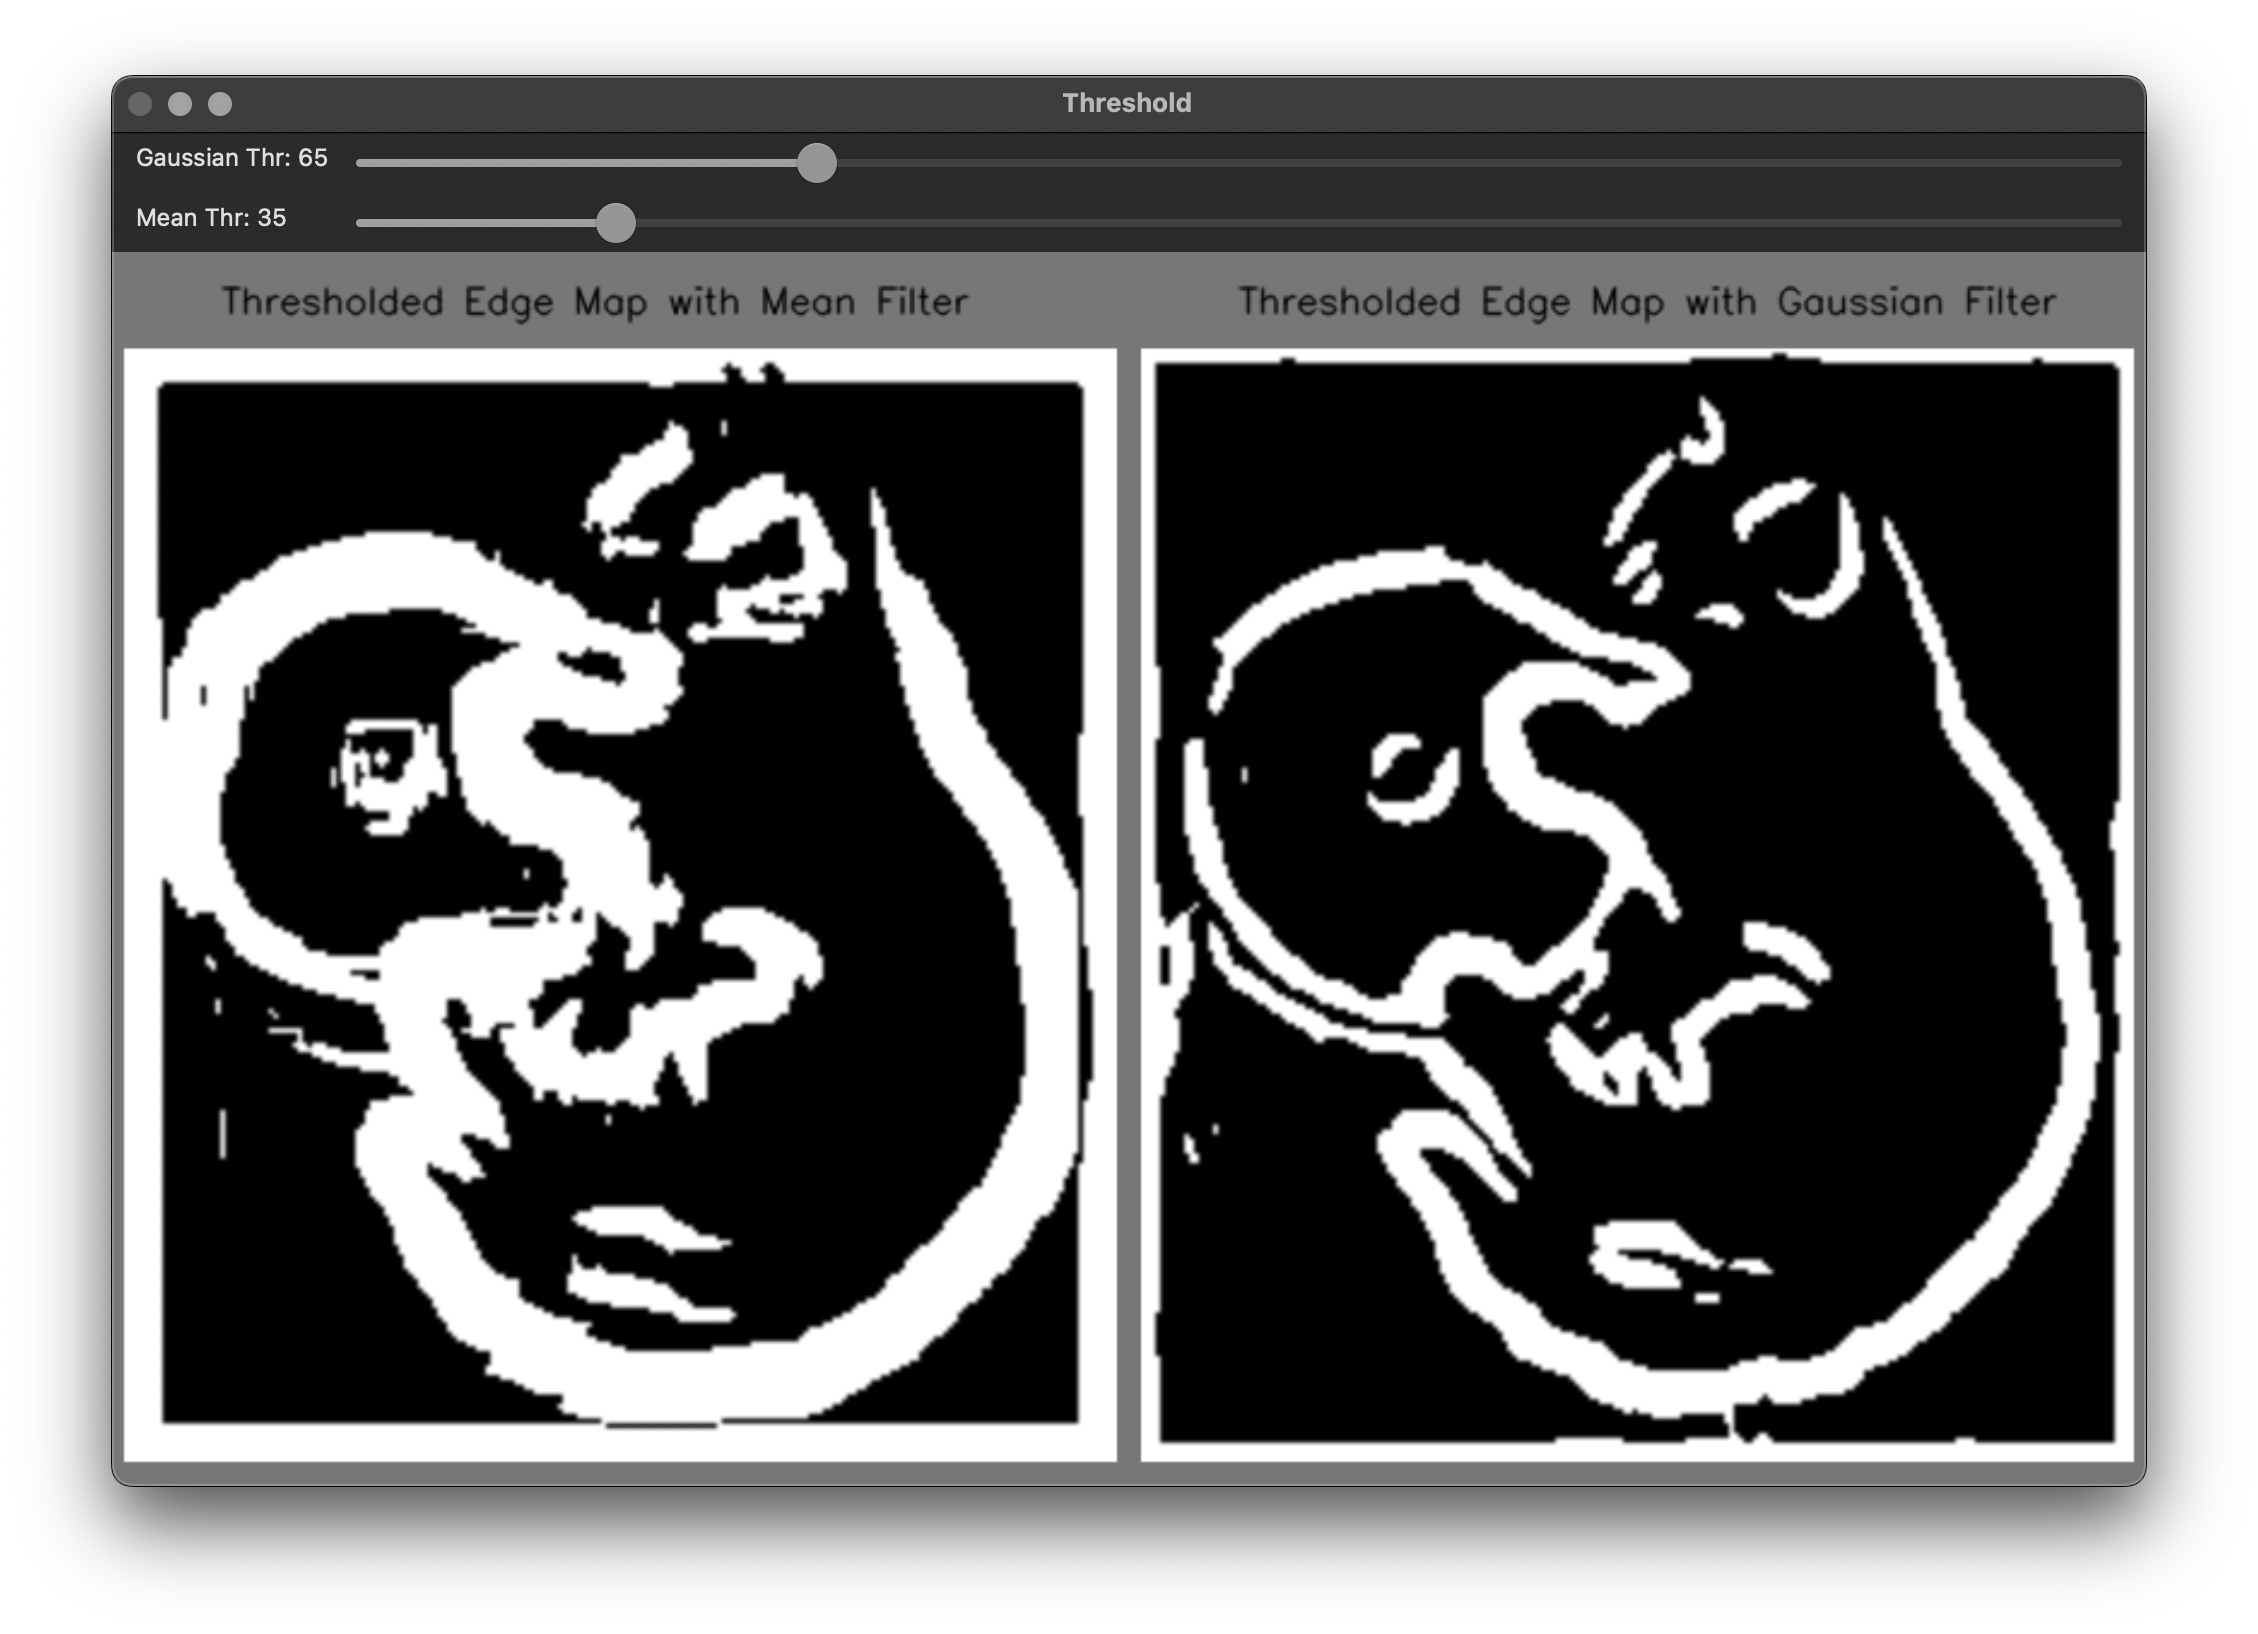 Threshold
Gaussian Thr: 65
Mean Thr: 35
Thresholded Edge Map with Mean Filter
Thresholded Edge Map with Gaussian Filter